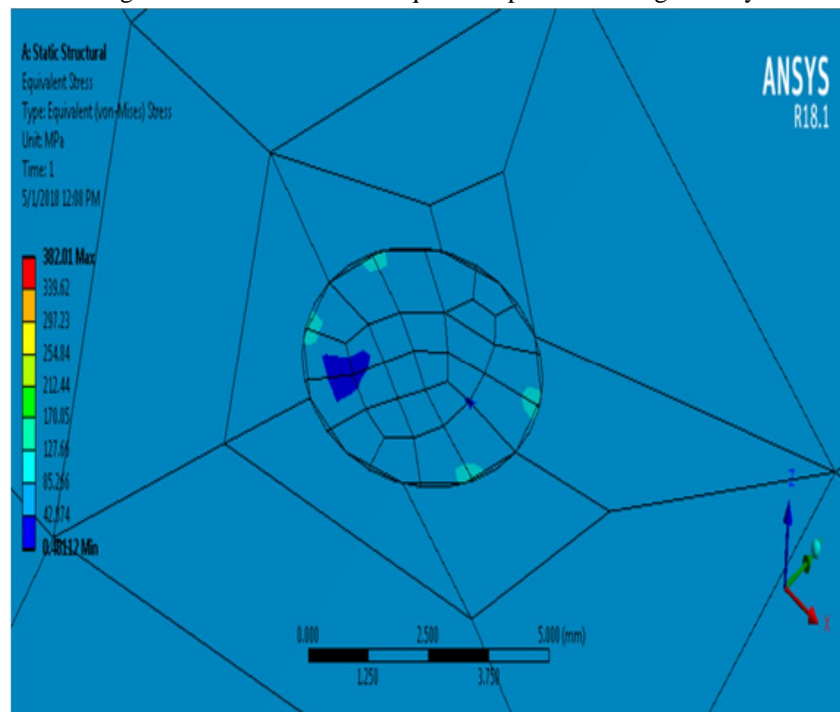 A: Static Structural
Equivalent Stress
Type: Equivalent (von-Mises) Stress
Unit: MPa
Time: 1
5/1/2018 12:08 PM
ANSYS
R18.1
382.01 Max
339.62
297.23
254.84
212.44
170.05
127.66
85.266
42.874
0.48112 Min
Z
X
0.000 2.500 5.000 (mm)
1.250 3.750